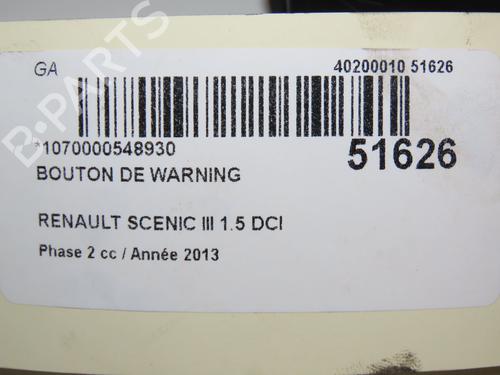 GA 40200010 51626
*1070000548930 51626
BOUTON DE WARNING
RENAULT SCENIC III 1.5 DCI
Phase 2 cc / Année 2013
B-PARTS